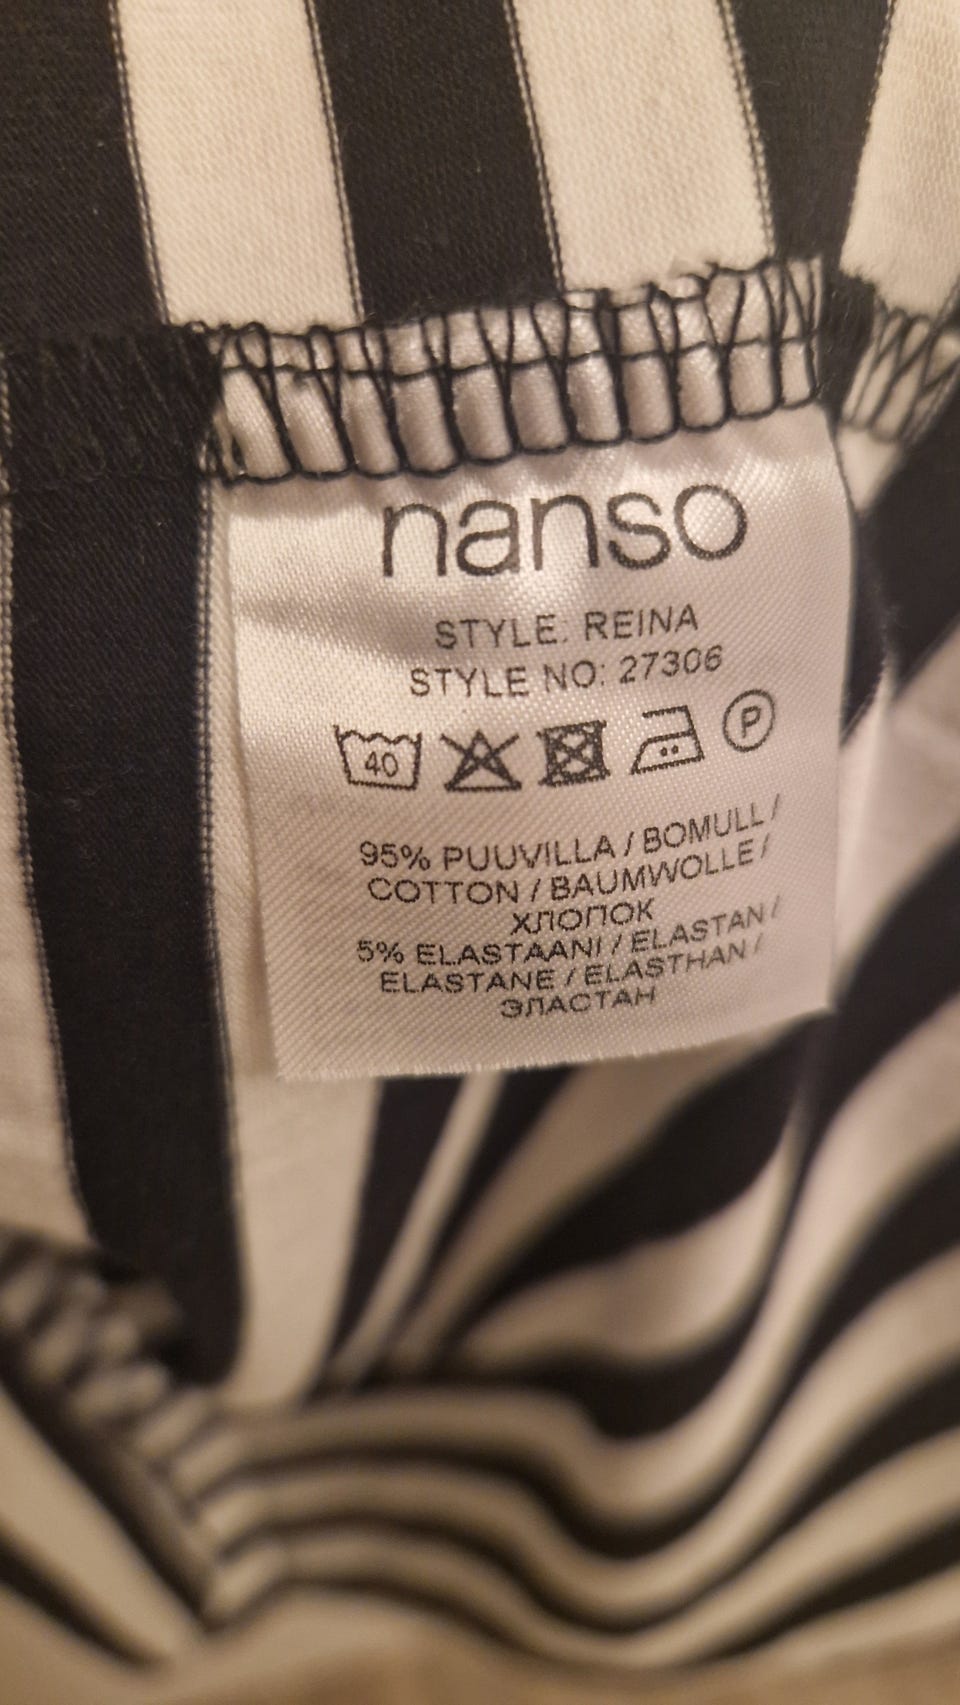 nanso
STYLE: REINA
STYLE NO: 27306
40 P
95% PUUVILLA / BOMULL /
COTTON / BAUMWOLLE /
ХЛОПОК
5% ELASTAANI / ELASTAN /
ELASTANE / ELASTHAN /
ЭЛАСТАН